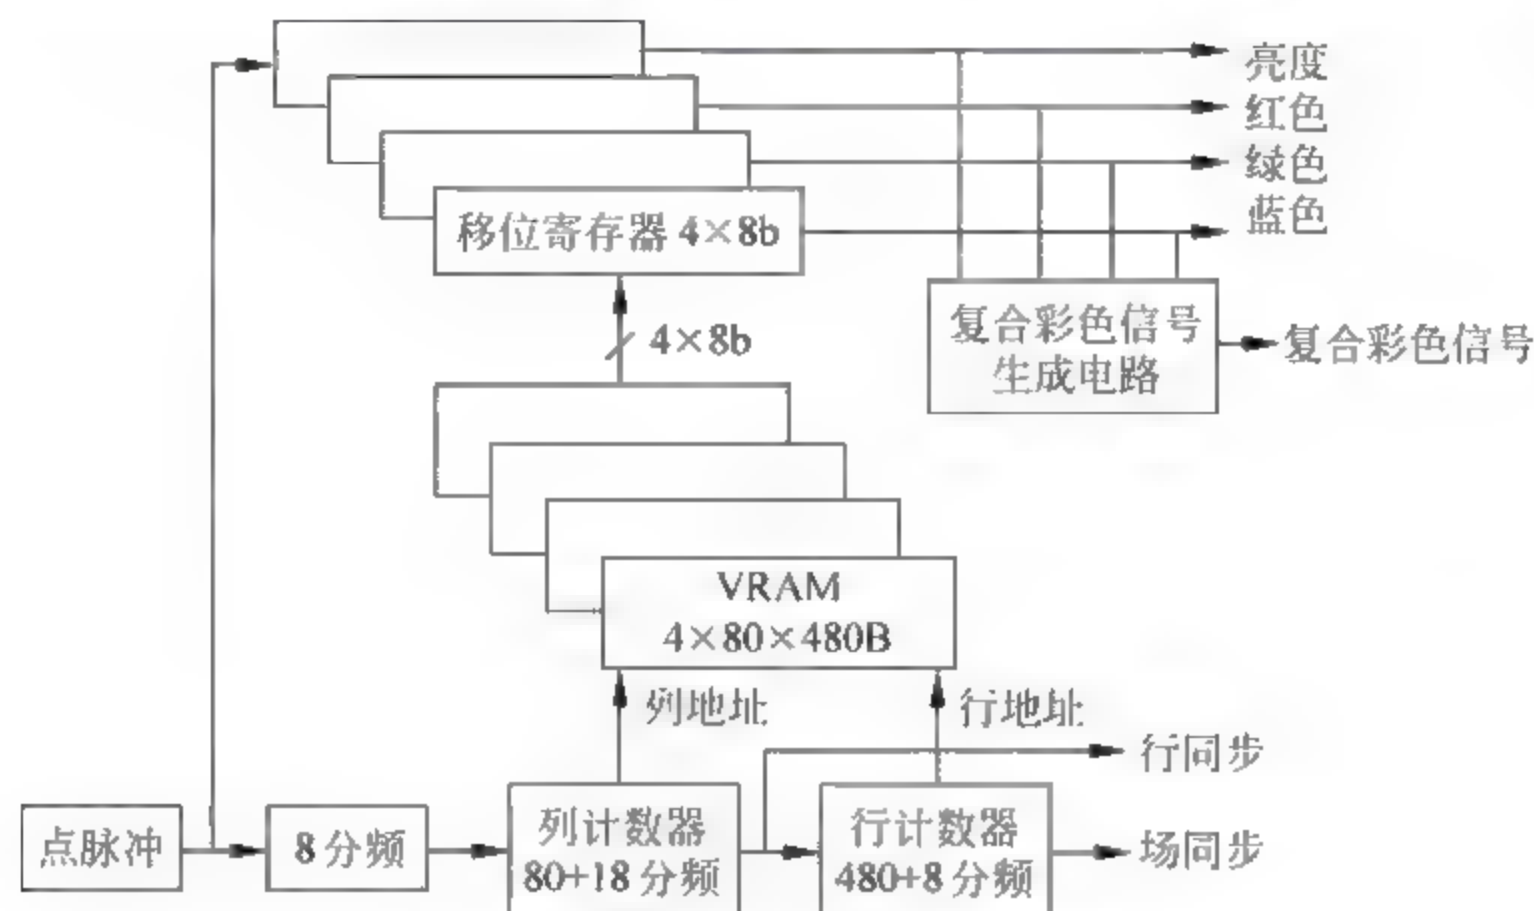 亮度
红色
绿色
蓝色
移位寄存器 4×8b
4×8b
复合彩色信号
生成电路
复合彩色信号
VRAM
4×80×480B
列地址
行地址
行同步
点脉冲
8分频
列计数器
80+18分频
行计数器
480+8分频
场同步